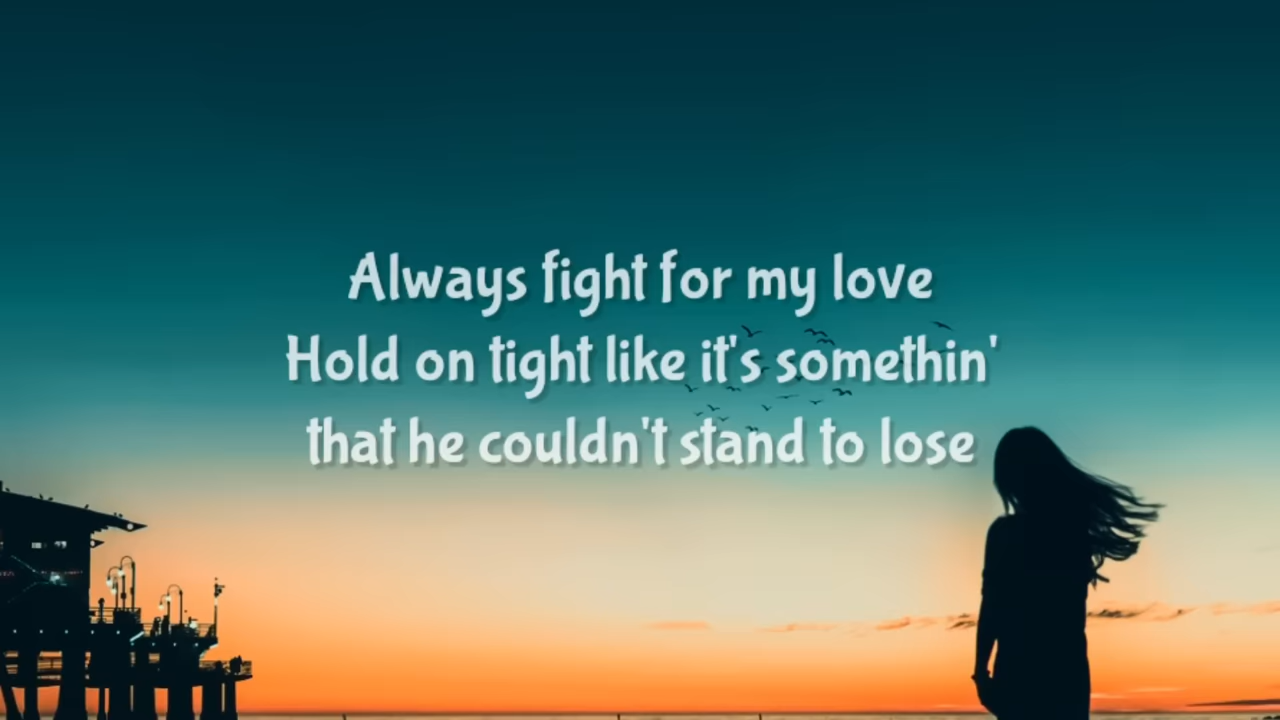 Always fight for my love
Hold on tight like it's somethin'
that he couldn't stand to lose